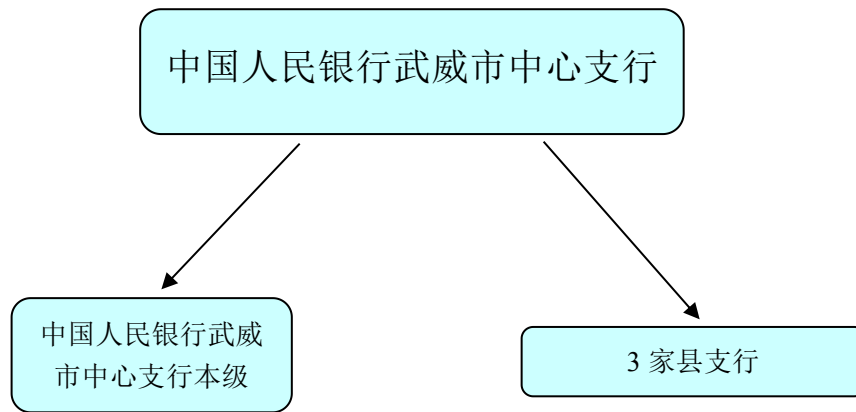 中国人民银行武威市中心支行
中国人民银行武威
市中心支行本级
3 家县支行